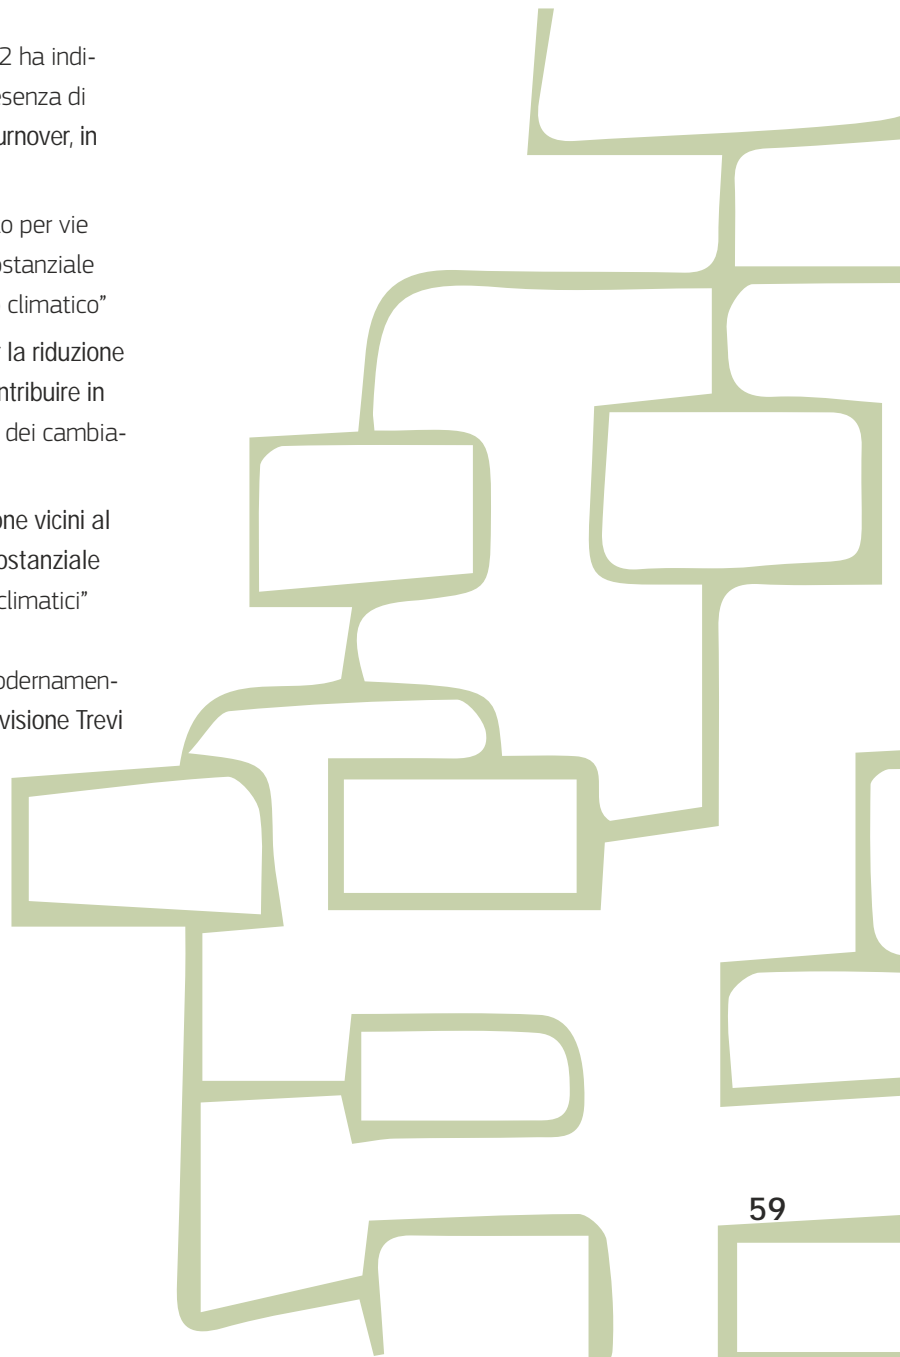 2 ha indi-
senza di
urnover, in
o per vie
ostanziale
climatico”
la riduzione
ntribuire in
dei cambia-
one vicini al
ostanziale
climatici”
odernamen-
visione Trevi
59